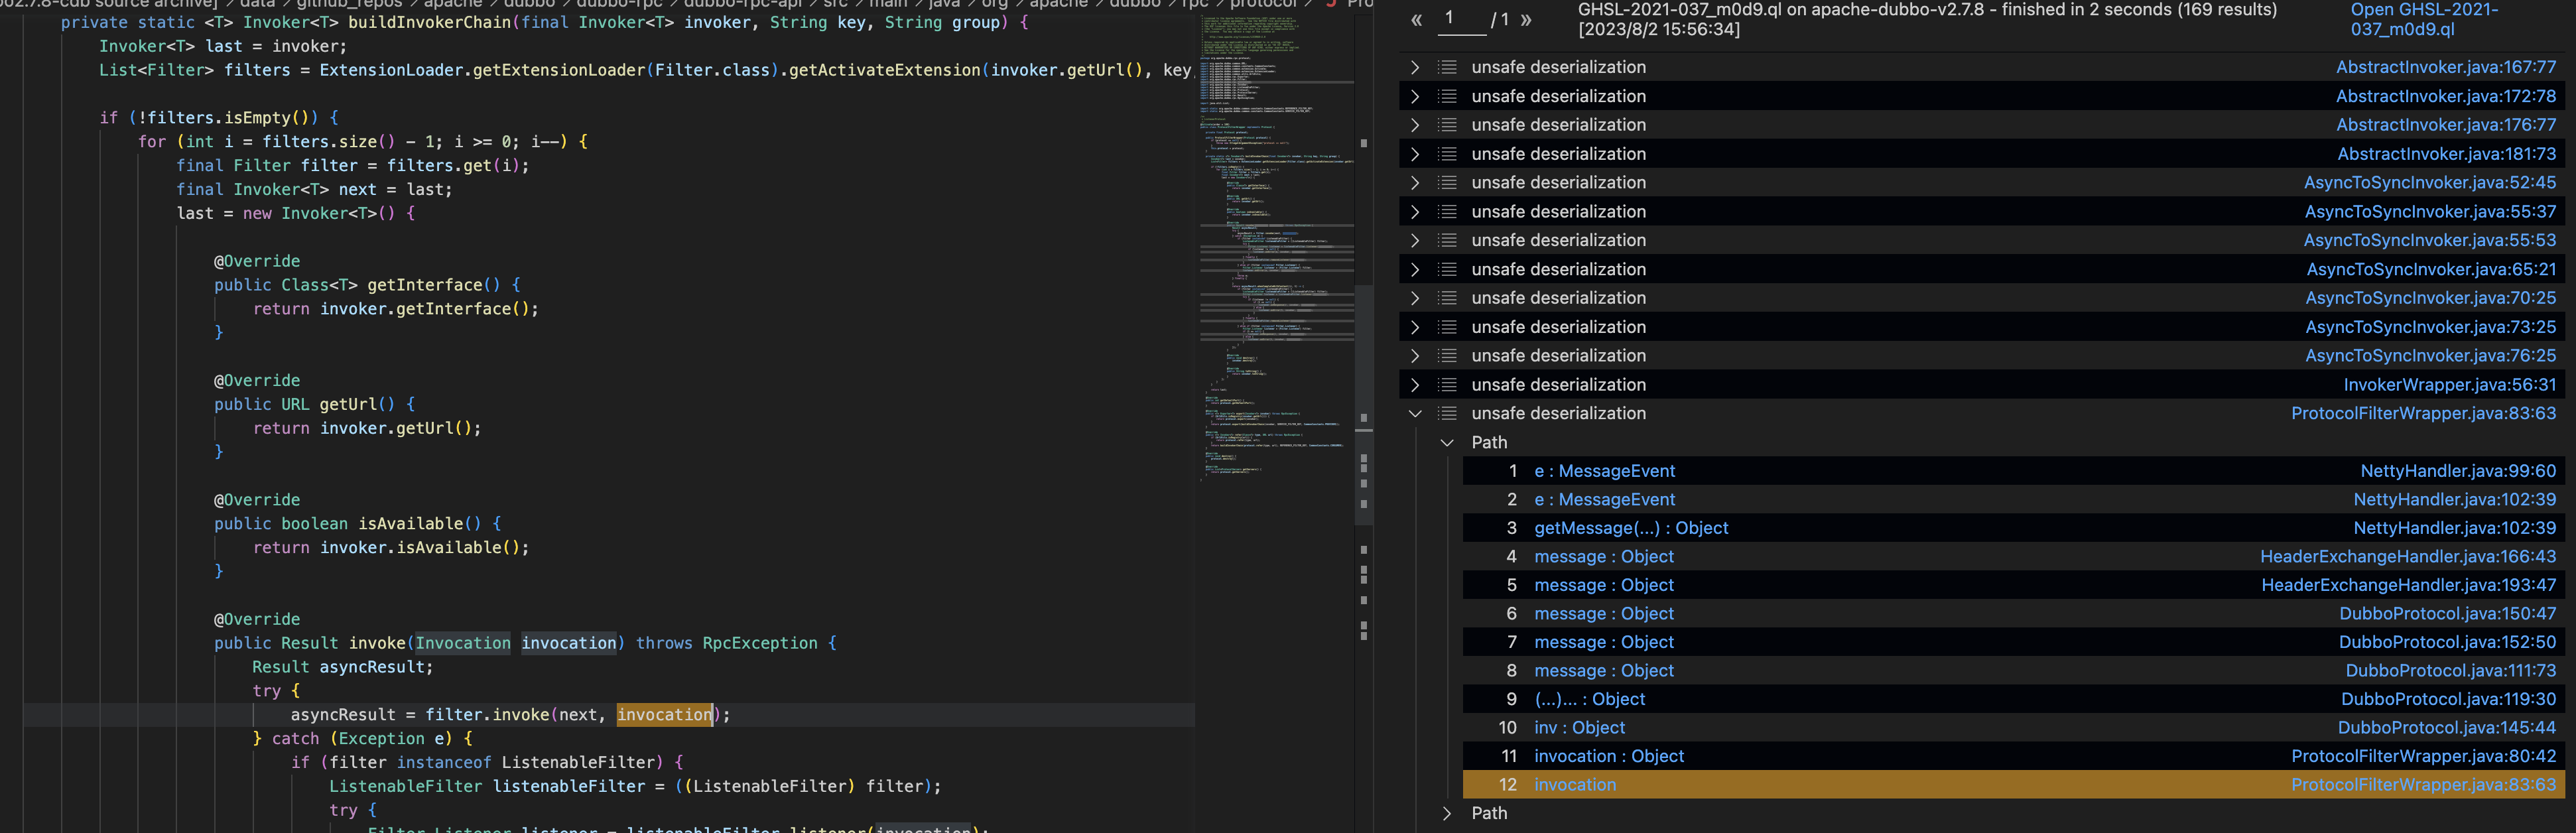 bo2.7.8-cdb source archive] / data / github_repos / apache / dubbo / dubbo-rpc / dubbo-rpc-api / src / main / java / org / apache / dubbo / rpc / protocol / J Pro
private static <T> Invoker<T> buildInvokerChain(final Invoker<T> invoker, String key, String group) {
Invoker<T> last = invoker;
List<Filter> filters = ExtensionLoader.getExtensionLoader(Filter.class).getActivateExtension(invoker.getUrl(), key,
if (!filters.isEmpty()) {
for (int i = filters.size() - 1; i >= 0; i--) {
final Filter filter = filters.get(i);
final Invoker<T> next = last;
last = new Invoker<T>() {
@Override
public Class<T> getInterface() {
return invoker.getInterface();
}
@Override
public URL getUrl() {
return invoker.getUrl();
}
@Override
public boolean isAvailable() {
return invoker.isAvailable();
}
@Override
public Result invoke(Invocation invocation) throws RpcException {
Result asyncResult;
try {
asyncResult = filter.invoke(next, invocation);
} catch (Exception e) {
if (filter instanceof ListenableFilter) {
ListenableFilter listenableFilter = ((ListenableFilter) filter);
try {
Filter.Listener listener = listenableFilter.listener(invocation);
« 1 / 1 »
GHSL-2021-037_m0d9.ql on apache-dubbo-v2.7.8 - finished in 2 seconds (169 results) [2023/8/2 15:56:34]
Open GHSL-2021-037_m0d9.ql
unsafe deserialization AbstractInvoker.java:167:77
unsafe deserialization AbstractInvoker.java:172:78
unsafe deserialization AbstractInvoker.java:176:77
unsafe deserialization AbstractInvoker.java:181:73
unsafe deserialization AsyncToSyncInvoker.java:52:45
unsafe deserialization AsyncToSyncInvoker.java:55:37
unsafe deserialization AsyncToSyncInvoker.java:55:53
unsafe deserialization AsyncToSyncInvoker.java:65:21
unsafe deserialization AsyncToSyncInvoker.java:70:25
unsafe deserialization AsyncToSyncInvoker.java:73:25
unsafe deserialization AsyncToSyncInvoker.java:76:25
unsafe deserialization InvokerWrapper.java:56:31
unsafe deserialization ProtocolFilterWrapper.java:83:63
Path
1 e : MessageEvent NettyHandler.java:99:60
2 e : MessageEvent NettyHandler.java:102:39
3 getMessage(...) : Object NettyHandler.java:102:39
4 message : Object HeaderExchangeHandler.java:166:43
5 message : Object HeaderExchangeHandler.java:193:47
6 message : Object DubboProtocol.java:150:47
7 message : Object DubboProtocol.java:152:50
8 message : Object DubboProtocol.java:111:73
9 (...)... : Object DubboProtocol.java:119:30
10 inv : Object DubboProtocol.java:145:44
11 invocation : Object ProtocolFilterWrapper.java:80:42
12 invocation ProtocolFilterWrapper.java:83:63
Path